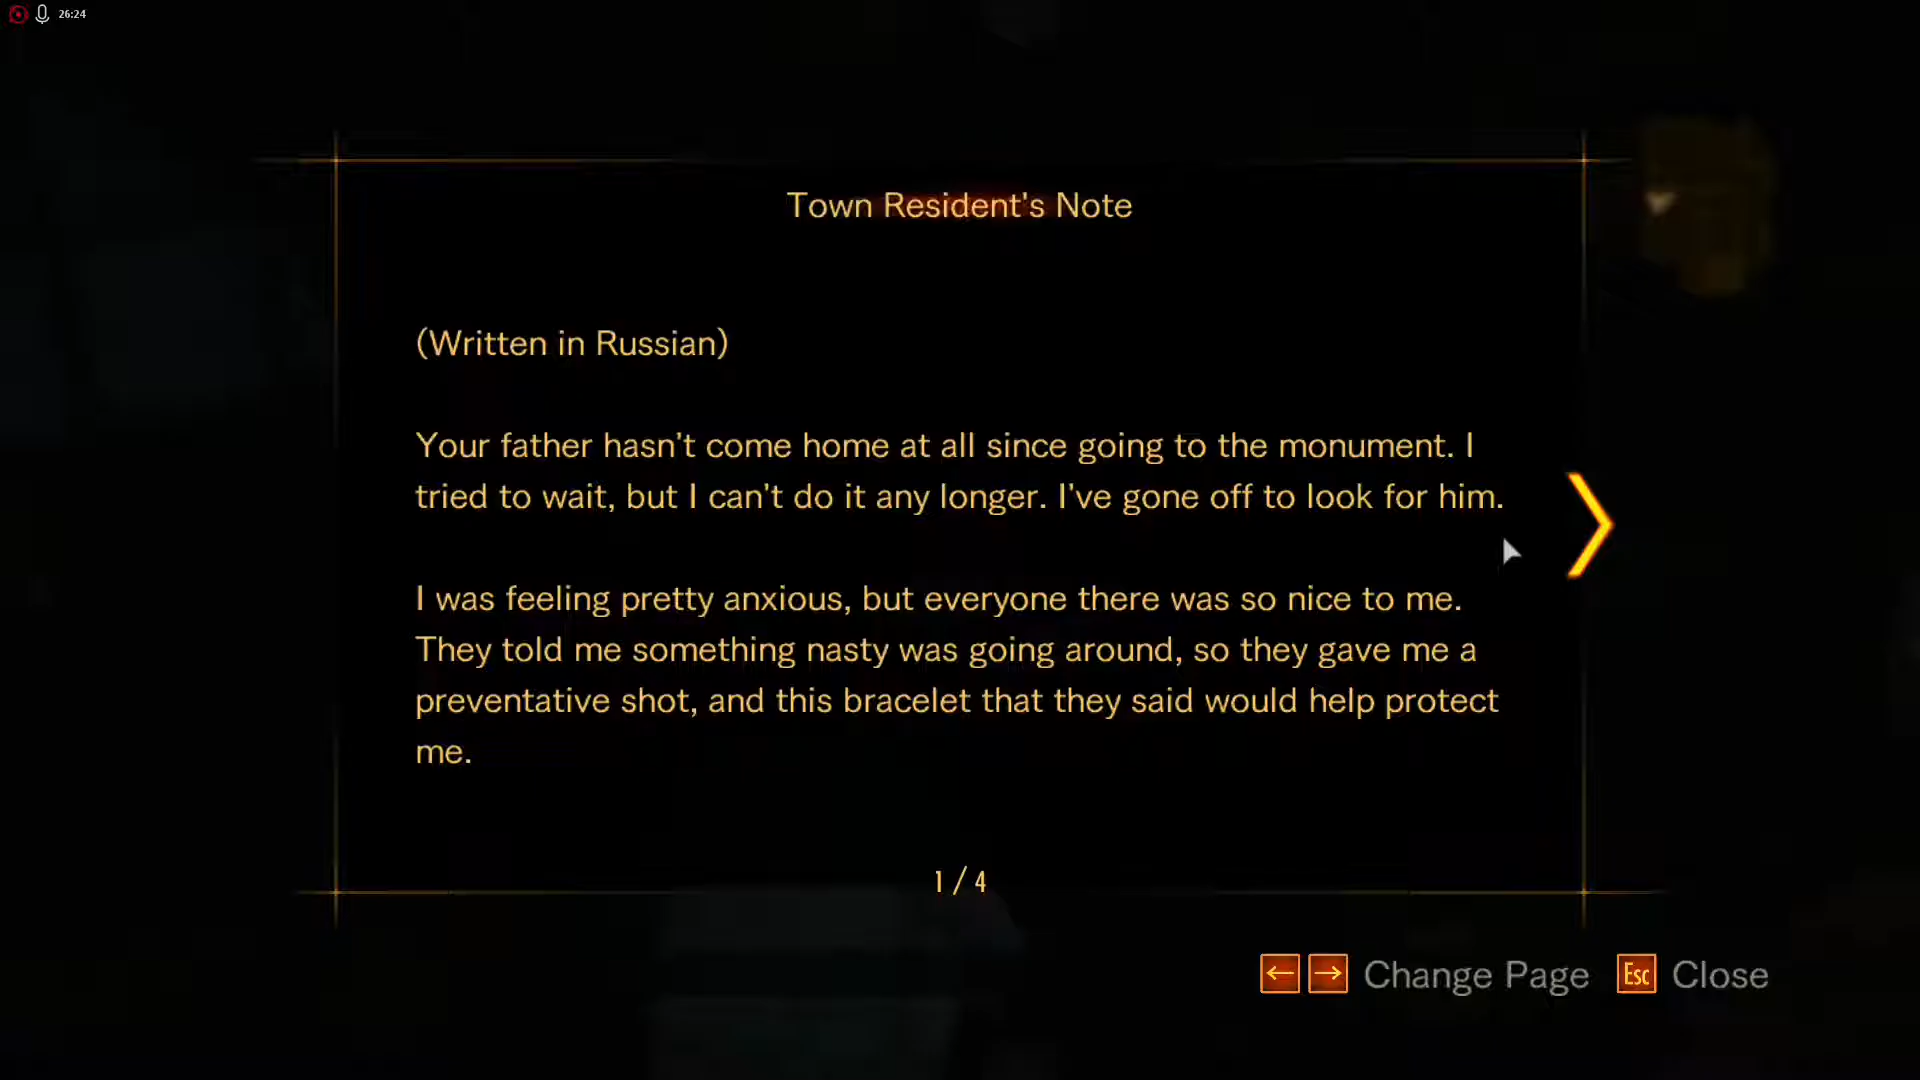 26:24
Town Resident's Note
(Written in Russian)
Your father hasn't come home at all since going to the monument. I
tried to wait, but I can't do it any longer. I've gone off to look for him.
I was feeling pretty anxious, but everyone there was so nice to me.
They told me something nasty was going around, so they gave me a
preventative shot, and this bracelet that they said would help protect
me.
1 / 4
← → Change Page Esc Close